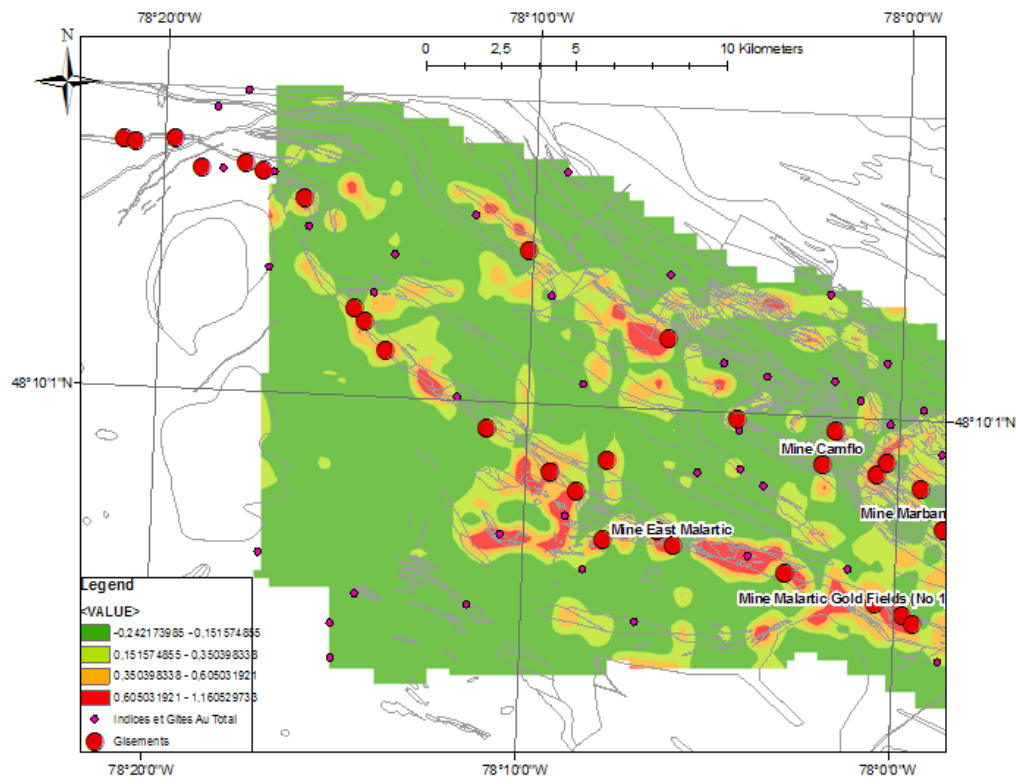 78°20'0"W 78°10'0"W 78°0'0"W
N
0 2,5 5 10 Kilometers
48°10'1"N
48°10'1"N
Mine Camflo
Mine Marban
Mine East Malartic
Mine Malartic Gold Fields (No 1
Legend
<VALUE>
-0,242173985 - 0,151574855
0,151574855 - 0,350398338
0,350398338 - 0,605031921
0,605031921 - 1,160529733
Indices et Gites Au Total
Gisements
78°20'0"W 78°10'0"W 78°0'0"W